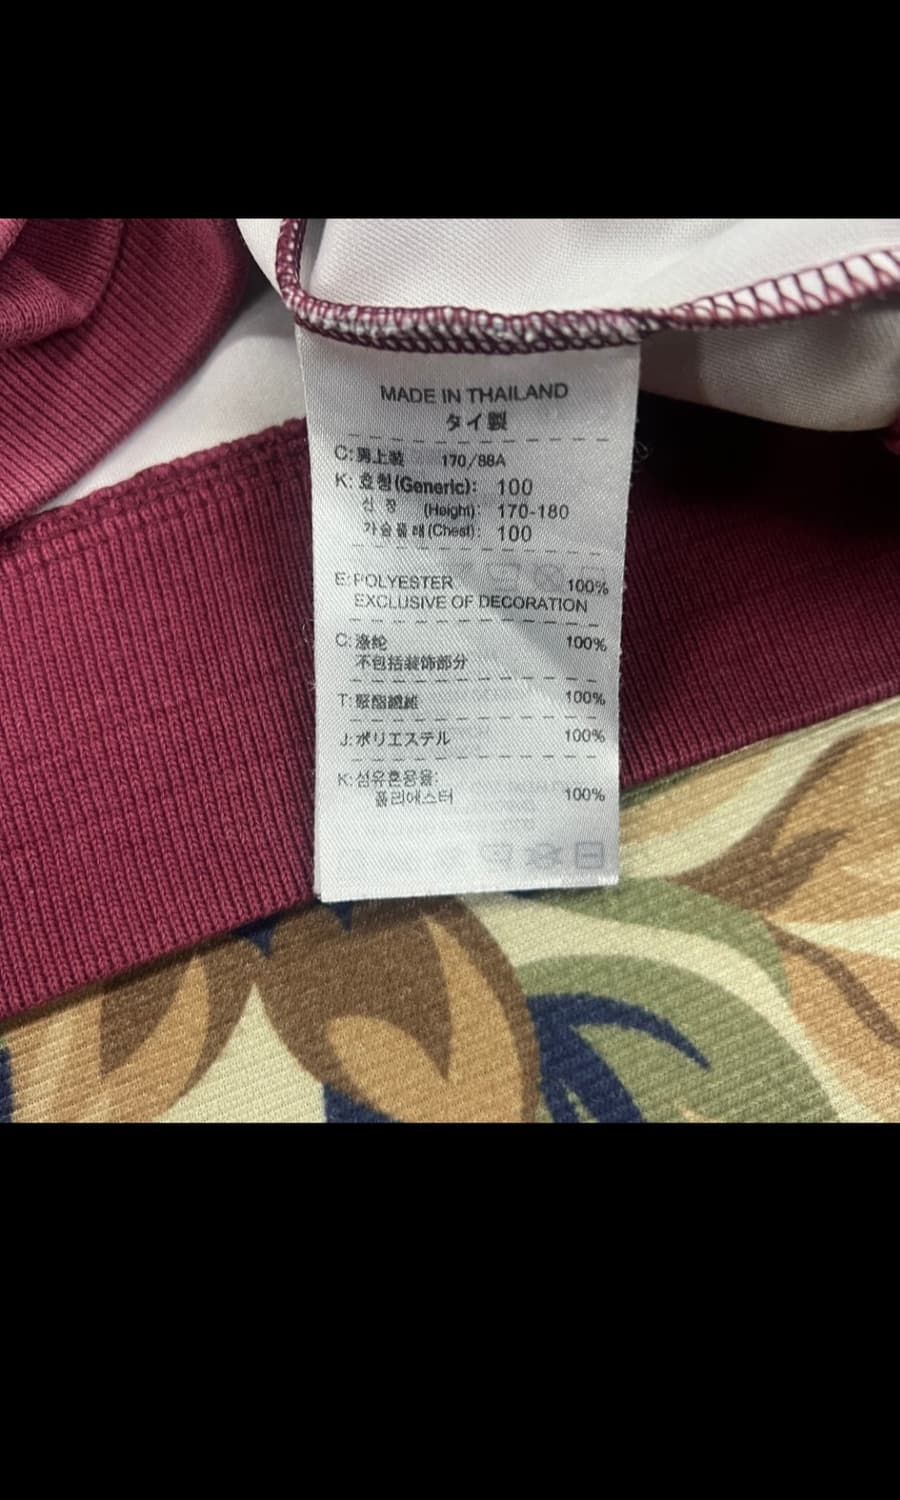 MADE IN THAILAND
タイ製
C:男上装 170/88A
K: 호칭(Generic): 100
신 장 (Height): 170-180
가슴둘레(Chest): 100
E:POLYESTER 100%
EXCLUSIVE OF DECORATION
C:涤纶 100%
不包括装饰部分
T:聚酯纖維 100%
J:ポリエステル 100%
K:섬유혼용율:
폴리에스터 100%